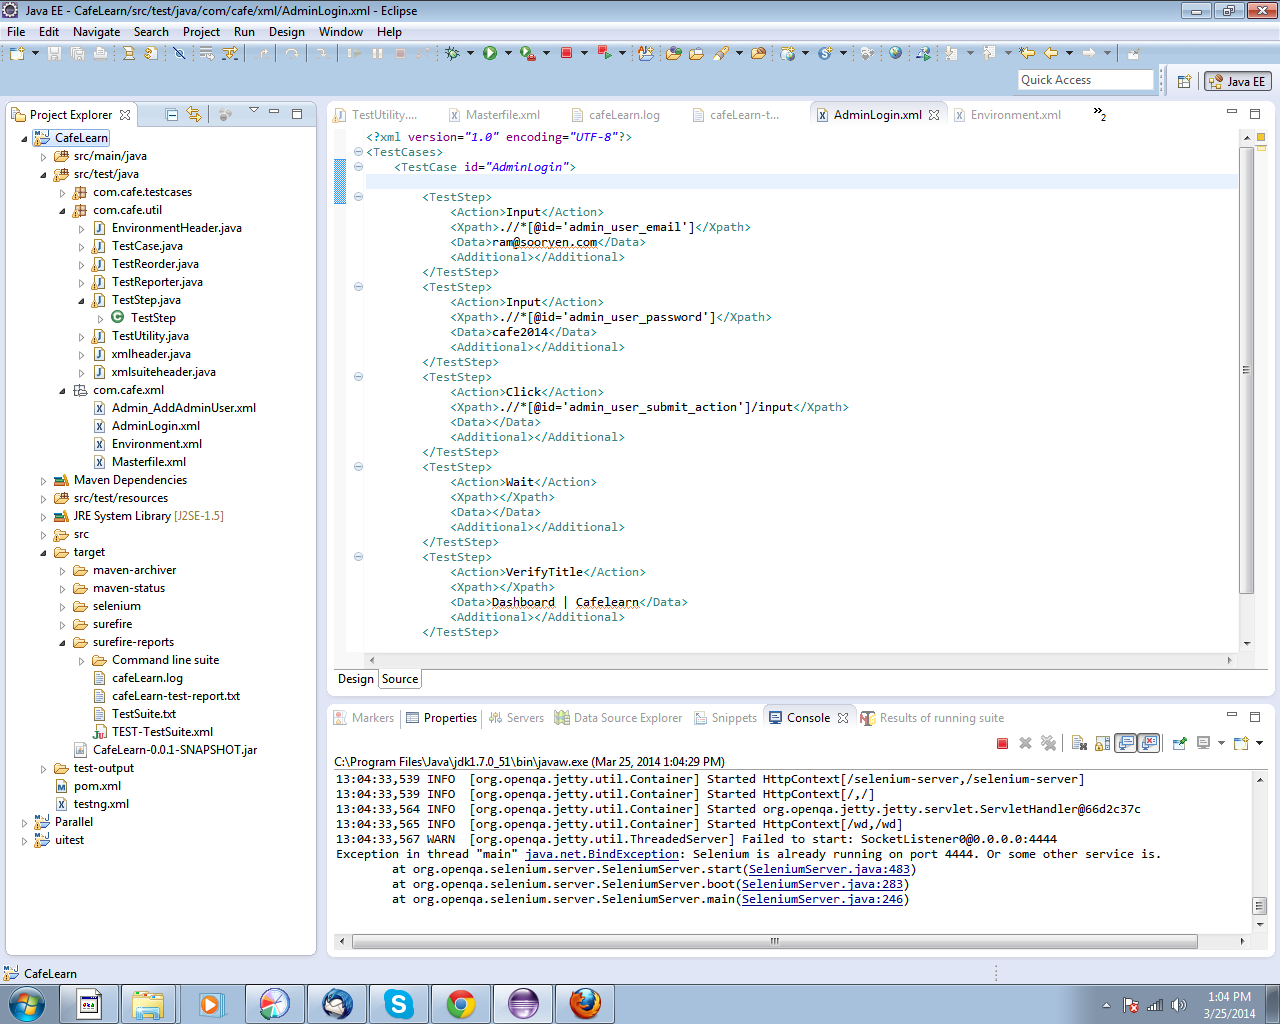 Java EE - CafeLearn/src/test/java/com/cafe/xml/AdminLogin.xml - Eclipse
File Edit Navigate Search Project Run Design Window Help
Quick Access
Java EE
Project Explorer
CafeLearn
src/main/java
src/test/java
com.cafe.testcases
com.cafe.util
EnvironmentHeader.java
TestCase.java
TestReorder.java
TestReporter.java
TestStep.java
TestStep
TestUtility.java
xmlheader.java
xmlsuiteheader.java
com.cafe.xml
Admin_AddAdminUser.xml
AdminLogin.xml
Environment.xml
Masterfile.xml
Maven Dependencies
src/test/resources
JRE System Library [J2SE-1.5]
src
target
maven-archiver
maven-status
selenium
surefire
surefire-reports
Command line suite
cafeLearn.log
cafeLearn-test-report.txt
TestSuite.txt
TEST-TestSuite.xml
CafeLearn-0.0.1-SNAPSHOT.jar
test-output
pom.xml
testng.xml
Parallel
uitest
TestUtility.... Masterfile.xml cafeLearn.log cafeLearn-t... AdminLogin.xml Environment.xml »2
<?xml version="1.0" encoding="UTF-8"?>
<TestCases>
<TestCase id="AdminLogin">
<TestStep>
<Action>Input</Action>
<Xpath>.//*[@id='admin_user_email']</Xpath>
<Data>ram@sooryen.com</Data>
<Additional></Additional>
</TestStep>
<TestStep>
<Action>Input</Action>
<Xpath>.//*[@id='admin_user_password']</Xpath>
<Data>cafe2014</Data>
<Additional></Additional>
</TestStep>
<TestStep>
<Action>Click</Action>
<Xpath>.//*[@id='admin_user_submit_action']/input</Xpath>
<Data></Data>
<Additional></Additional>
</TestStep>
<TestStep>
<Action>Wait</Action>
<Xpath></Xpath>
<Data></Data>
<Additional></Additional>
</TestStep>
<TestStep>
<Action>VerifyTitle</Action>
<Xpath></Xpath>
<Data>Dashboard | Cafelearn</Data>
<Additional></Additional>
</TestStep>
Design Source
Markers Properties Servers Data Source Explorer Snippets Console Results of running suite
C:\Program Files\Java\jdk1.7.0_51\bin\javaw.exe (Mar 25, 2014 1:04:29 PM)
13:04:33,539 INFO [org.openqa.jetty.util.Container] Started HttpContext[/selenium-server,/selenium-server]
13:04:33,539 INFO [org.openqa.jetty.util.Container] Started HttpContext[/,/]
13:04:33,564 INFO [org.openqa.jetty.util.Container] Started org.openqa.jetty.jetty.servlet.ServletHandler@66d2c37c
13:04:33,565 INFO [org.openqa.jetty.util.Container] Started HttpContext[/wd,/wd]
13:04:33,567 WARN [org.openqa.jetty.util.ThreadedServer] Failed to start: SocketListener0@0.0.0.0:4444
Exception in thread "main" java.net.BindException: Selenium is already running on port 4444. Or some other service is.
at org.openqa.selenium.server.SeleniumServer.start(SeleniumServer.java:483)
at org.openqa.selenium.server.SeleniumServer.boot(SeleniumServer.java:283)
at org.openqa.selenium.server.SeleniumServer.main(SeleniumServer.java:246)
CafeLearn
1:04 PM
3/25/2014